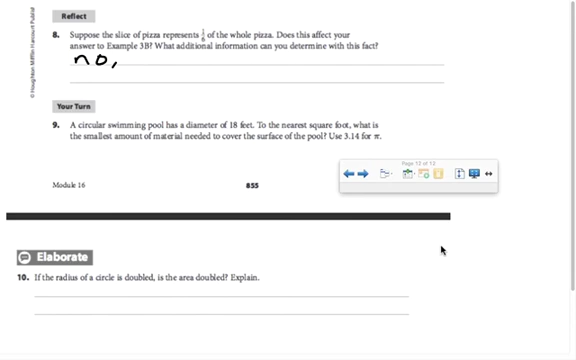 Reflect
© Houghton Mifflin Harcourt Publish
8. Suppose the slice of pizza represents 1/6 of the whole pizza. Does this affect your
answer to Example 3B? What additional information can you determine with this fact?
no,
Your Turn
9. A circular swimming pool has a diameter of 18 feet. To the nearest square foot, what is
the smallest amount of material needed to cover the surface of the pool? Use 3.14 for π.
Page 12 of 13
Module 16
855
Elaborate
10. If the radius of a circle is doubled, is the area doubled? Explain.